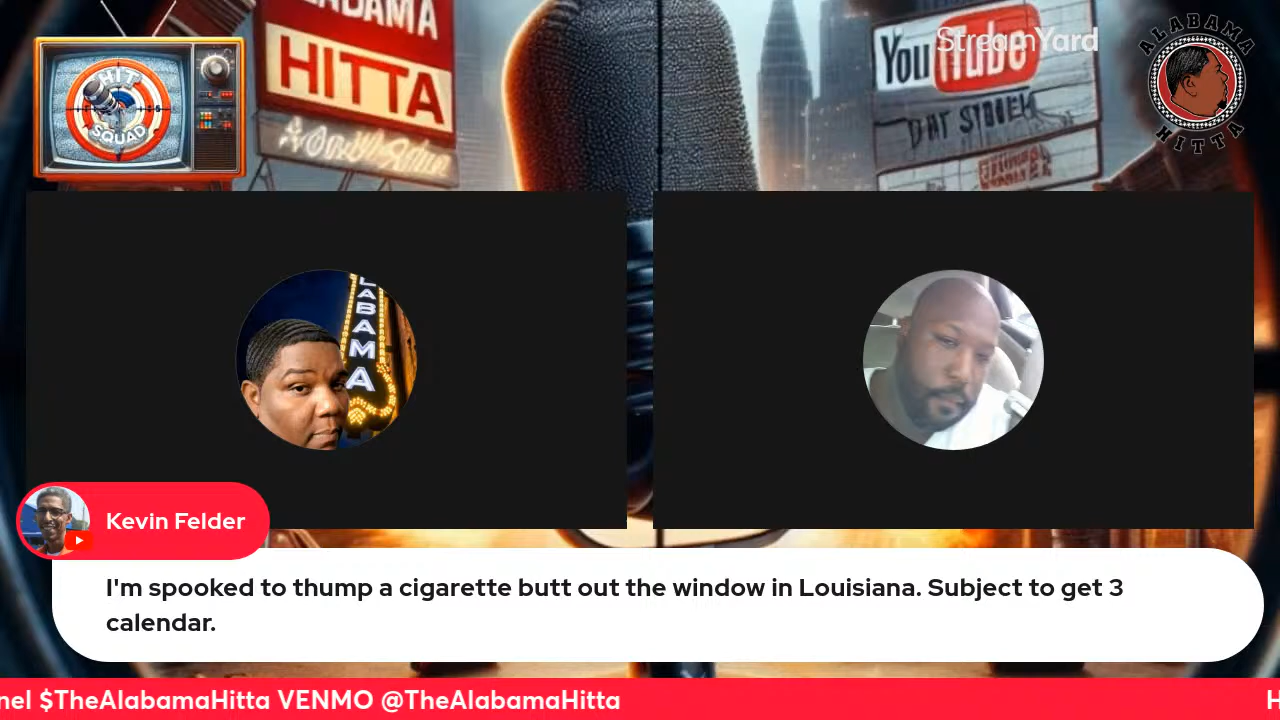 ALABAMA
HITTA
HIT
SQUAD
YouTube
StreamYard
ALABAMA
HITTA
LABAMA
Kevin Felder
I'm spooked to thump a cigarette butt out the window in Louisiana. Subject to get 3
calendar.
nel $TheAlabamaHitta VENMO @TheAlabamaHitta
H